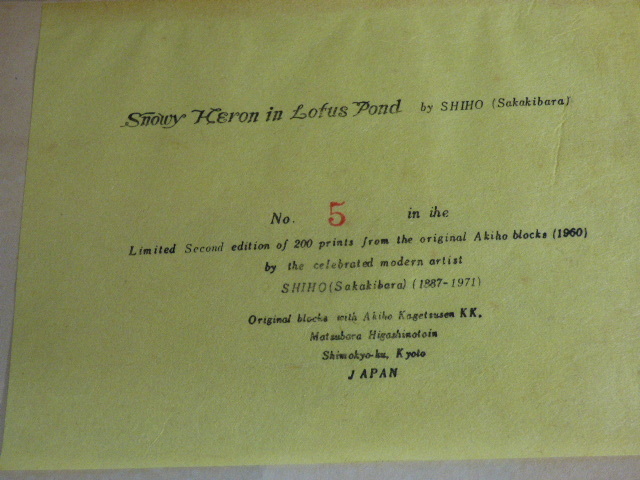 Snowy Heron in Lotus Pond by SHIHO (Sakakibara)
No. 5 in the
Limited Second edition of 200 prints from the original Akiho blocks (1960)
by the celebrated modern artist
SHIHO (Sakakibara) (1887-1971)
Original blocks with Akiho Kagetsusen KK.
Matsubara Higashinotoin
Shimokyo-ku, Kyoto
JAPAN